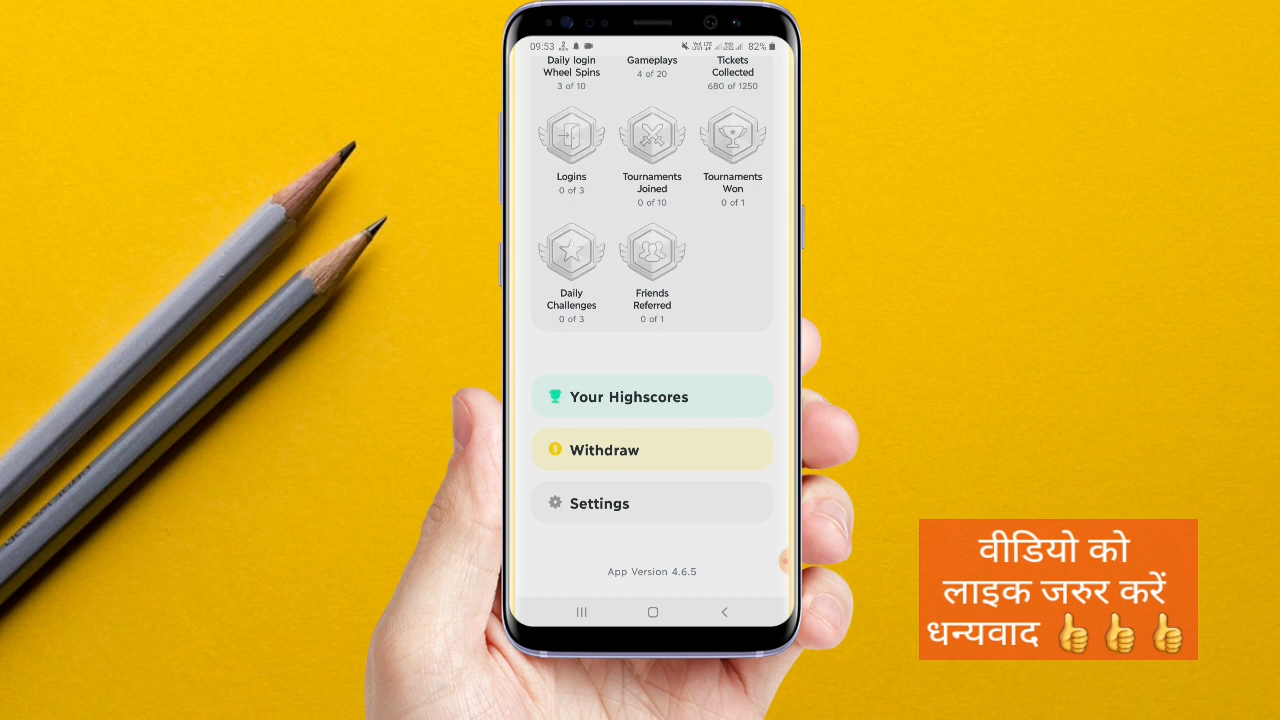 09:53
82%
Daily login
Wheel Spins
3 of 10
Gameplays
4 of 20
Tickets
Collected
680 of 1250
Logins
0 of 3
Tournaments
Joined
0 of 10
Tournaments
Won
0 of 1
Daily
Challenges
0 of 3
Friends
Referred
0 of 1
Your Highscores
Withdraw
Settings
App Version 4.6.5
वीडियो को
लाइक जरुर करें
धन्यवाद 👍 👍 👍